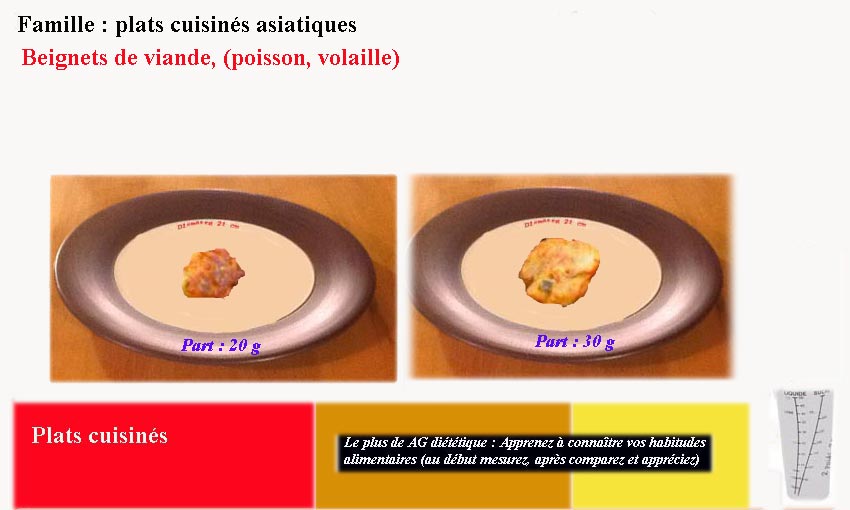 Famille : plats cuisinés asiatiques
Beignets de viande, (poisson, volaille)
Diamètre 21 cm
Diamètre 21 cm
Part : 20 g
Part : 30 g
LIQUIDE
Plats cuisinés
Le plus de AG diététique : Apprenez à connaître vos habitudes
alimentaires (au début mesurez, après comparez et appréciez)